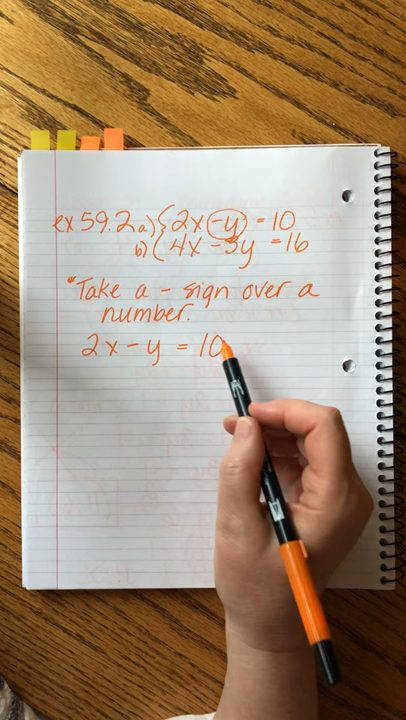 ex 59.2 a) { 2x - y = 10
b) ( 4x - 3y = 16
*Take a - sign over a
number.
2x - y = 10